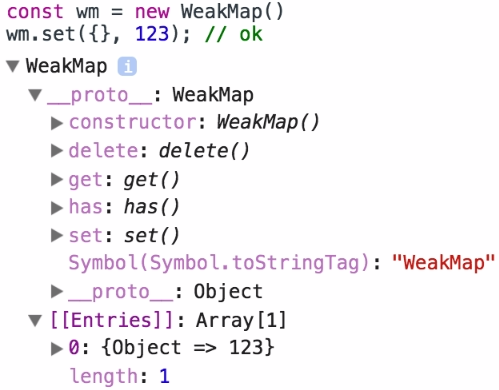 const wm = new WeakMap()
wm.set({}, 123); // ok
▼ WeakMap i
▼ __proto__: WeakMap
▶ constructor: WeakMap()
▶ delete: delete()
▶ get: get()
▶ has: has()
▶ set: set()
Symbol(Symbol.toStringTag): "WeakMap"
▶ __proto__: Object
▼ [[Entries]]: Array[1]
▶ 0: {Object => 123}
length: 1